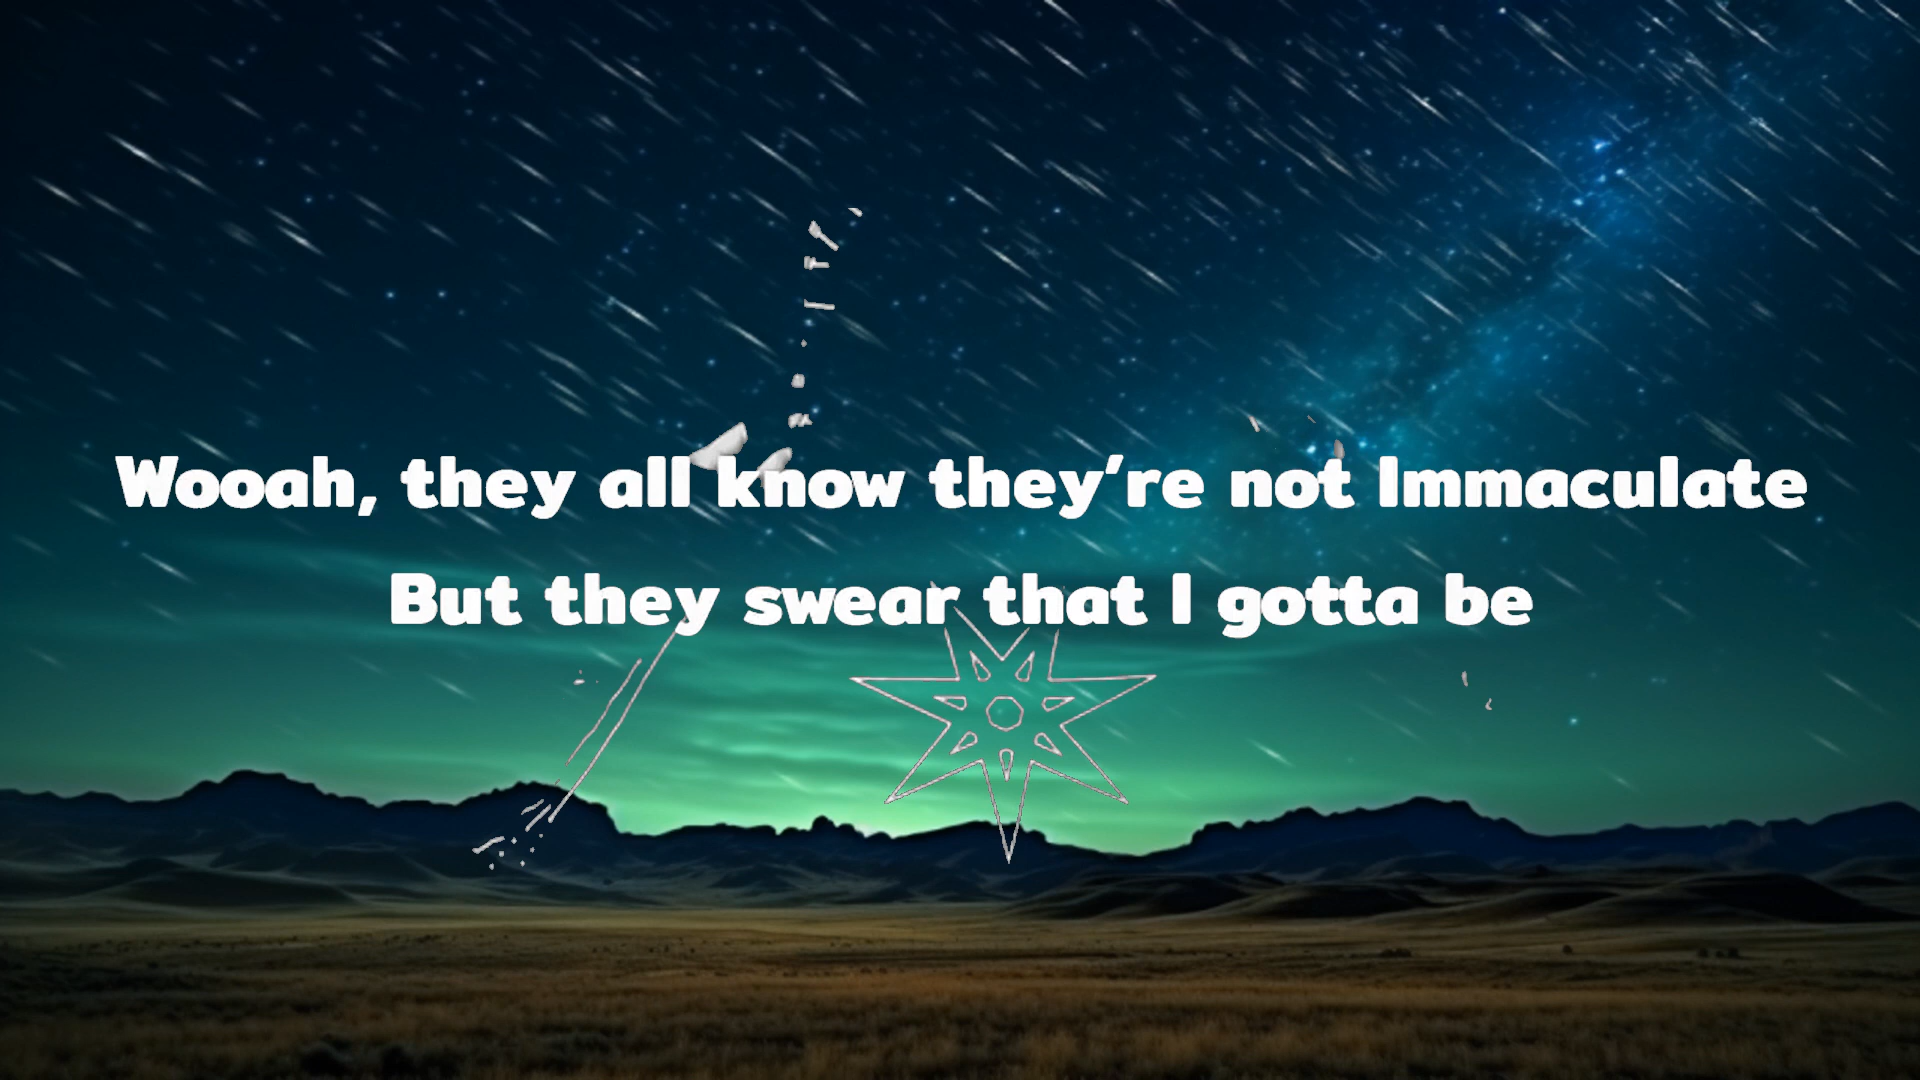 Wooah, they all know they're not Immaculate
But they swear that I gotta be